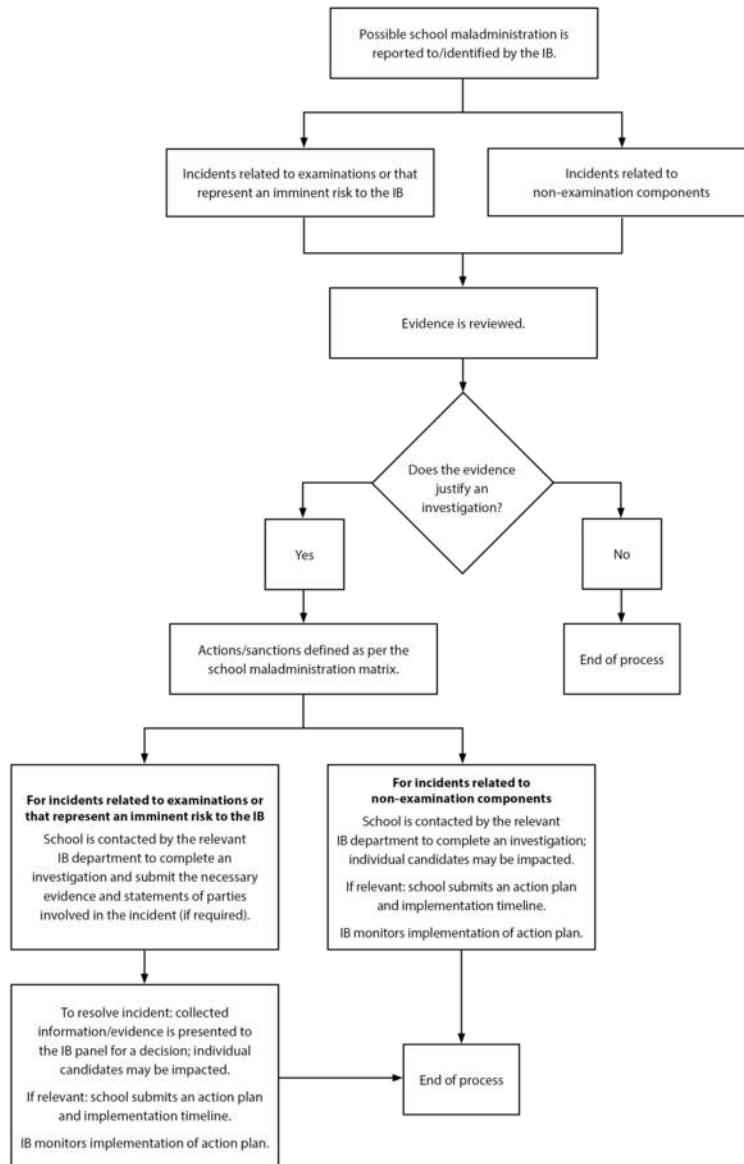 Possible school maladministration is
reported to/identified by the IB.
Incidents related to examinations or that
represent an imminent risk to the IB
Incidents related to
non-examination components
Evidence is reviewed.
Does the evidence
justify an
investigation?
Yes
No
Actions/sanctions defined as per the
school maladministration matrix.
End of process
For incidents related to examinations or
that represent an imminent risk to the IB
School is contacted by the relevant
IB department to complete an
investigation and submit the necessary
evidence and statements of parties
involved in the incident (if required).
For incidents related to
non-examination components
School is contacted by the relevant
IB department to complete an investigation;
individual candidates may be impacted.
If relevant: school submits an action plan
and implementation timeline.
IB monitors implementation of action plan.
To resolve incident: collected
information/evidence is presented to
the IB panel for a decision; individual
candidates may be impacted.
If relevant: school submits an action plan
and implementation timeline.
IB monitors implementation of action plan.
End of process